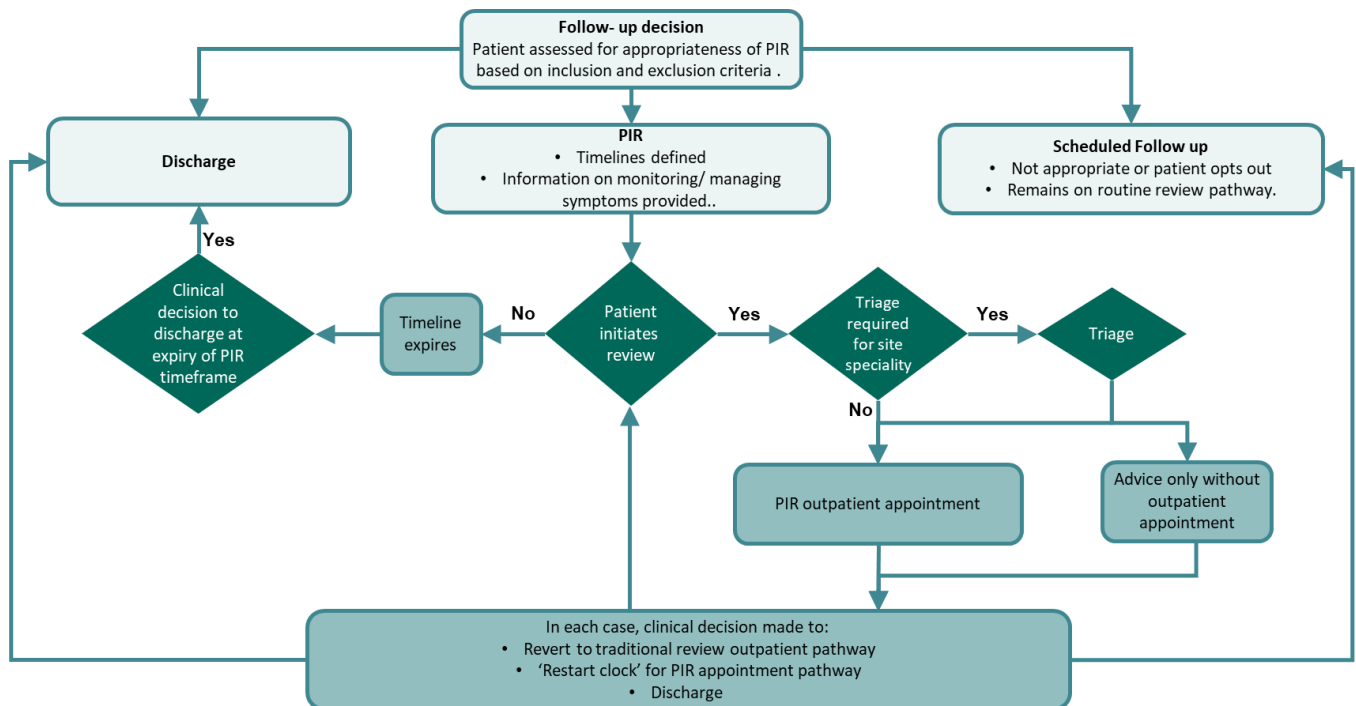 Follow- up decision
Patient assessed for appropriateness of PIR
based on inclusion and exclusion criteria .
Discharge
PIR
• Timelines defined
• Information on monitoring/ managing
symptoms provided..
Scheduled Follow up
• Not appropriate or patient opts out
• Remains on routine review pathway.
Yes
Clinical
decision to
discharge at
expiry of PIR
timeframe
Timeline
expires
No
Patient
initiates
review
Yes
Triage
required
for site
speciality
Yes
Triage
No
PIR outpatient appointment
Advice only without
outpatient
appointment
In each case, clinical decision made to:
• Revert to traditional review outpatient pathway
• ‘Restart clock’ for PIR appointment pathway
• Discharge